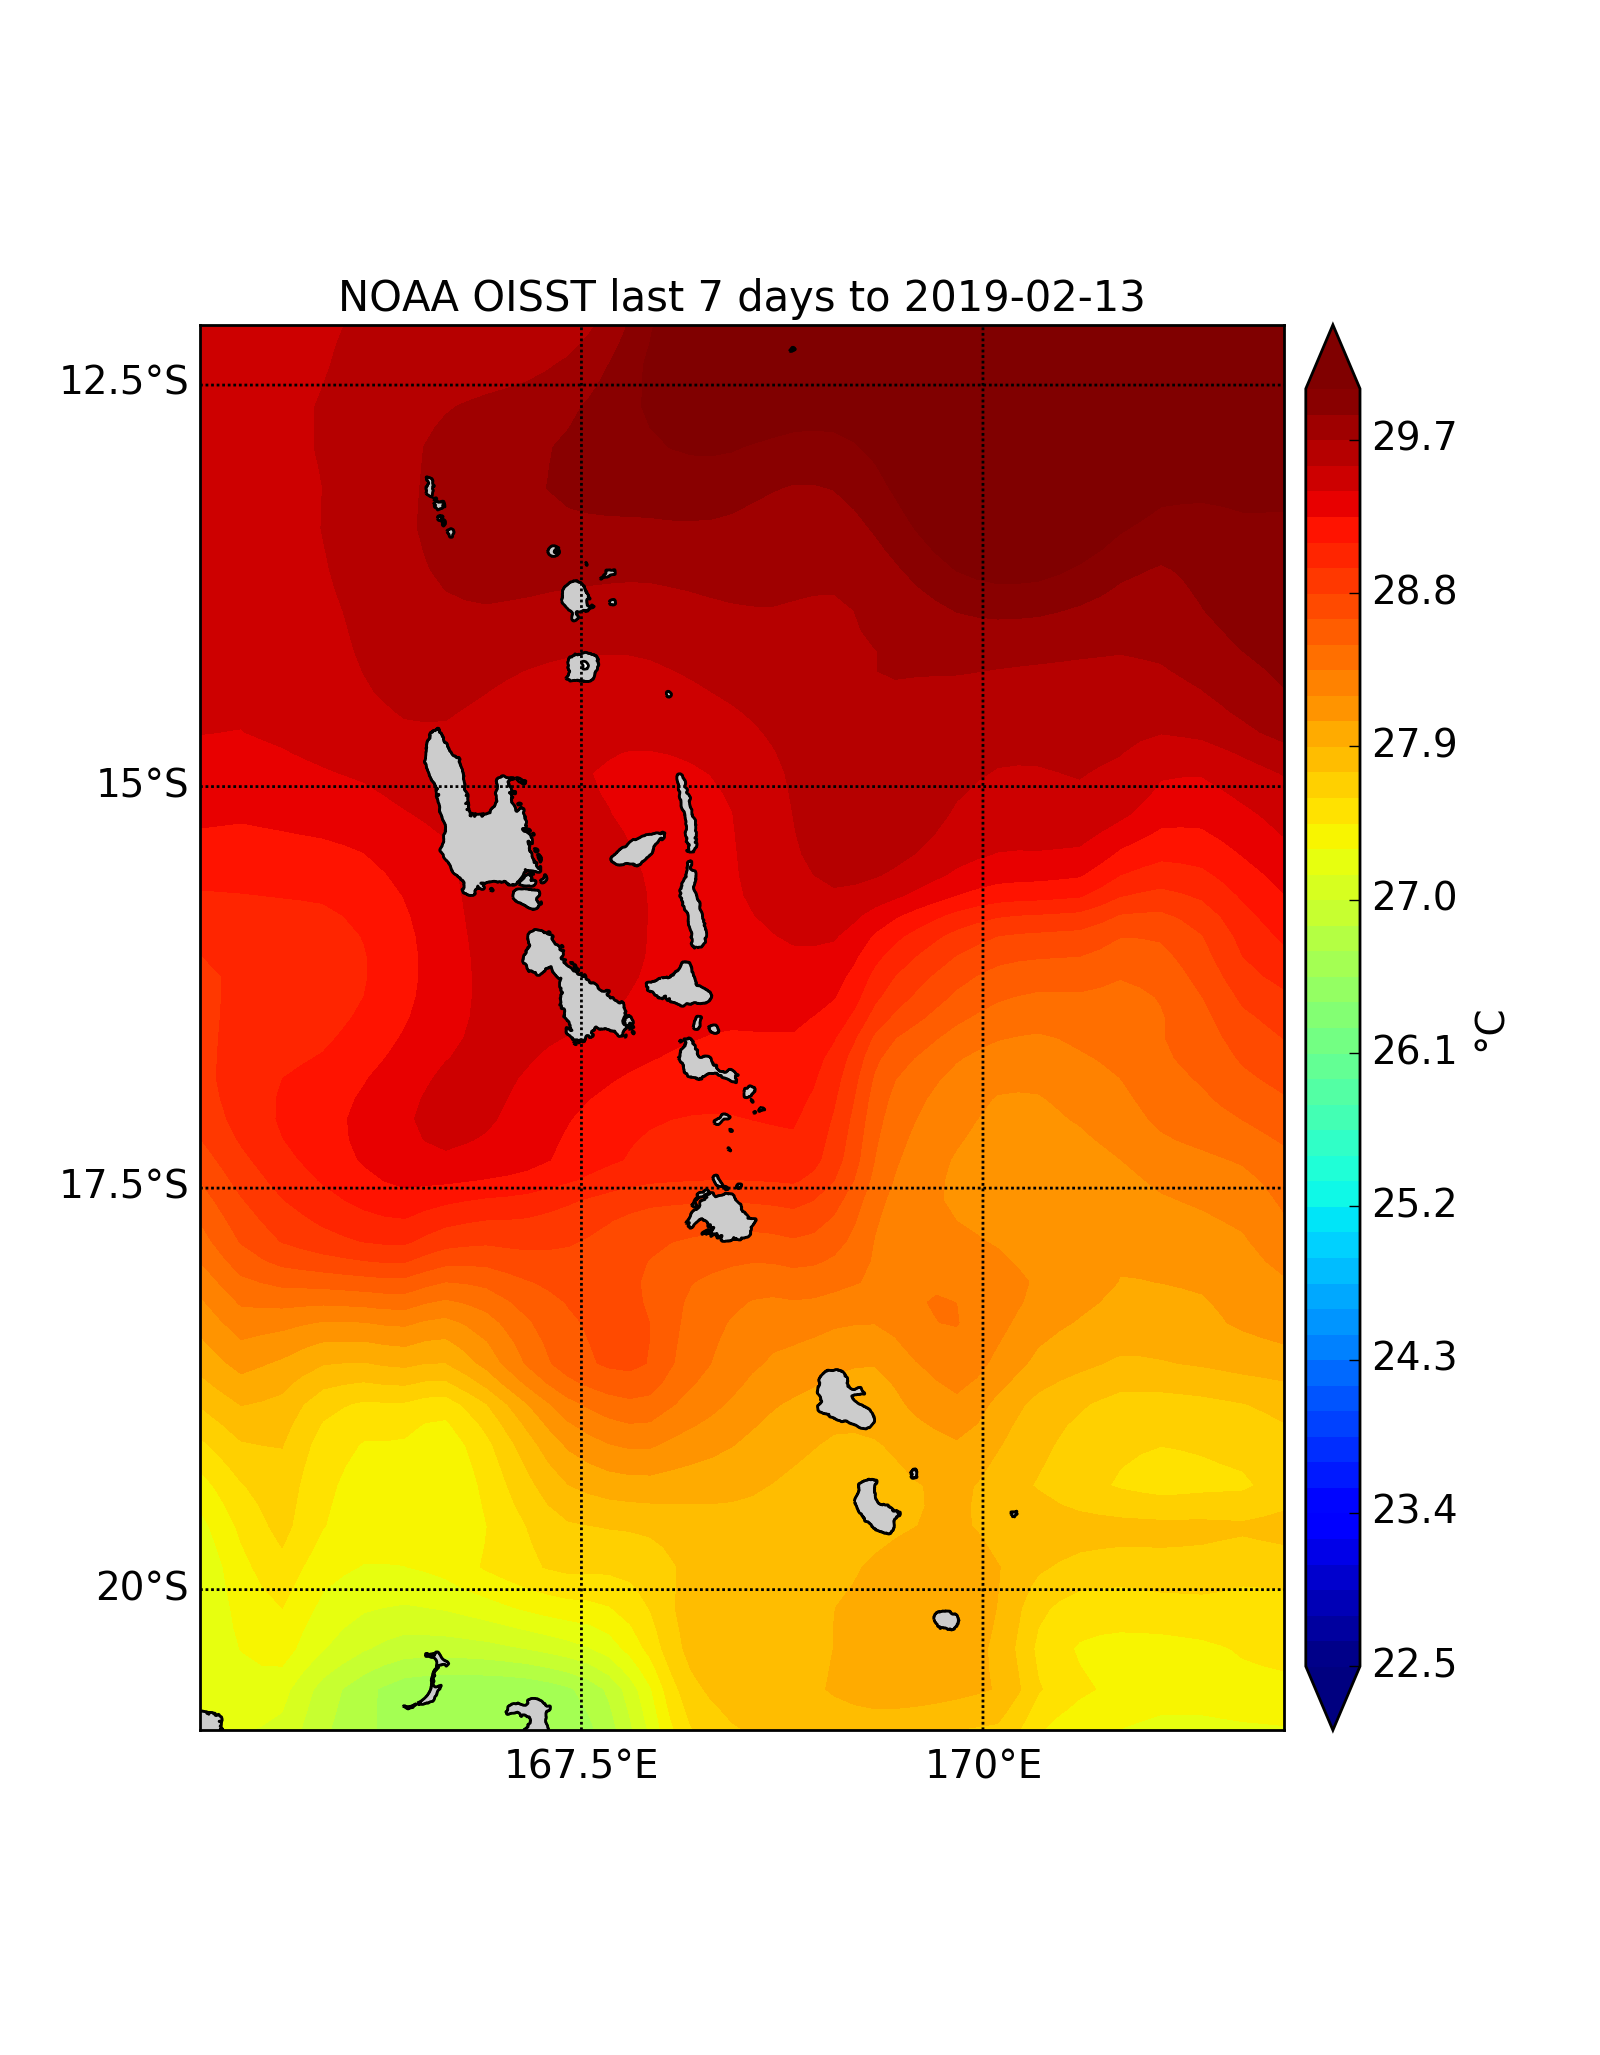 NOAA OISST last 7 days to 2019-02-13
12.5°S
15°S
17.5°S
20°S
167.5°E
170°E
29.7
28.8
27.9
27.0
26.1
25.2
24.3
23.4
22.5
°C